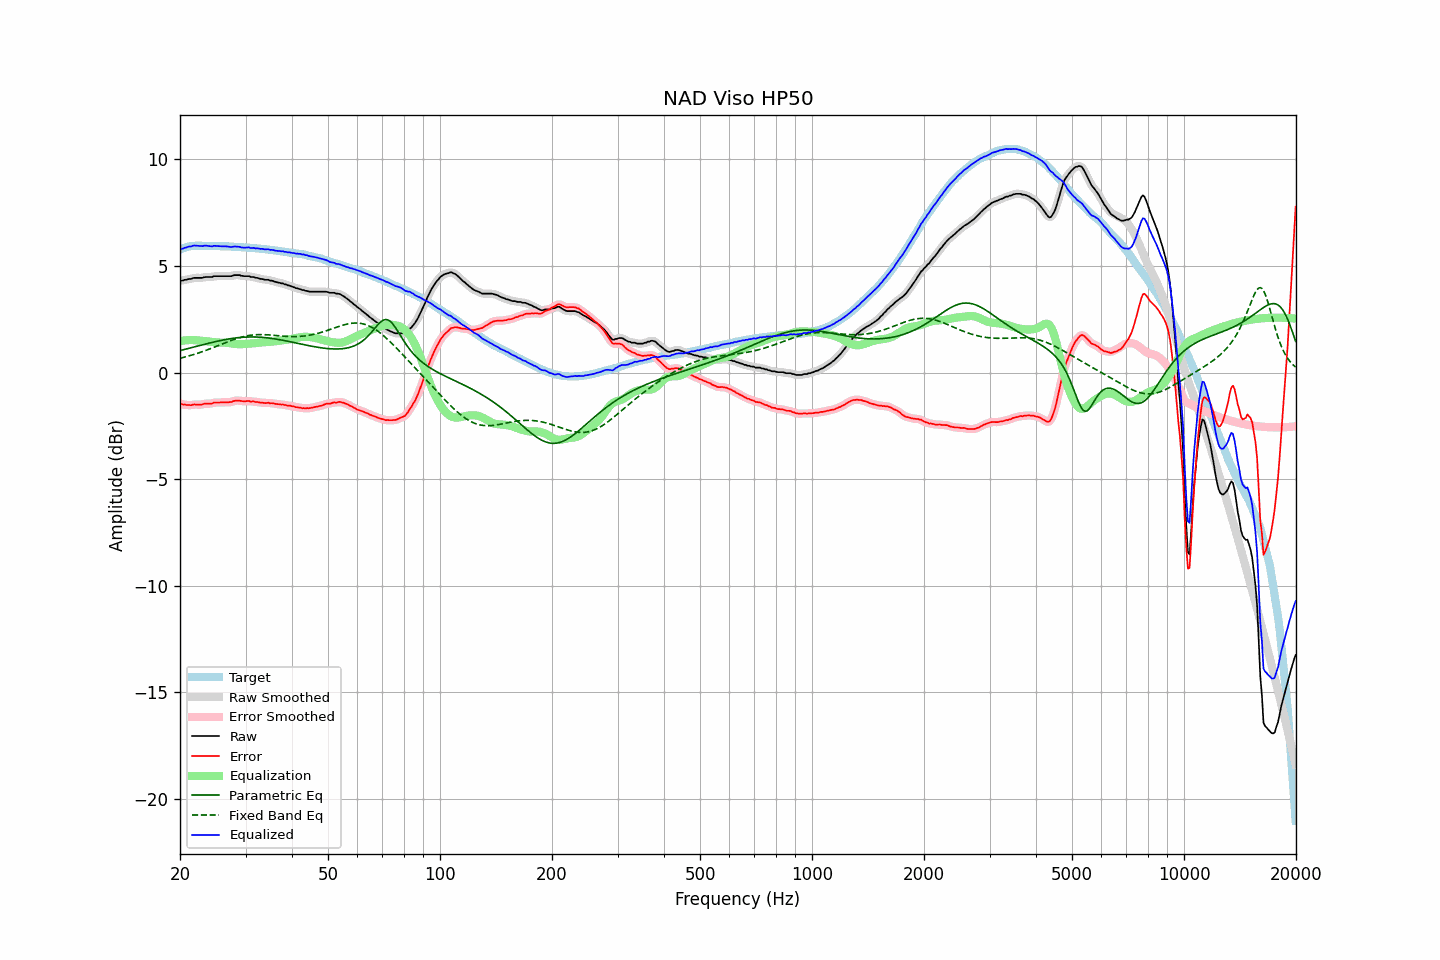 NAD Viso HP50
Amplitude (dBr)
10
5
0
−5
−10
−15
−20
Target
Raw Smoothed
Error Smoothed
Raw
Error
Equalization
Parametric Eq
Fixed Band Eq
Equalized
20 50 100 200 500 1000 2000 5000 10000 20000
Frequency (Hz)